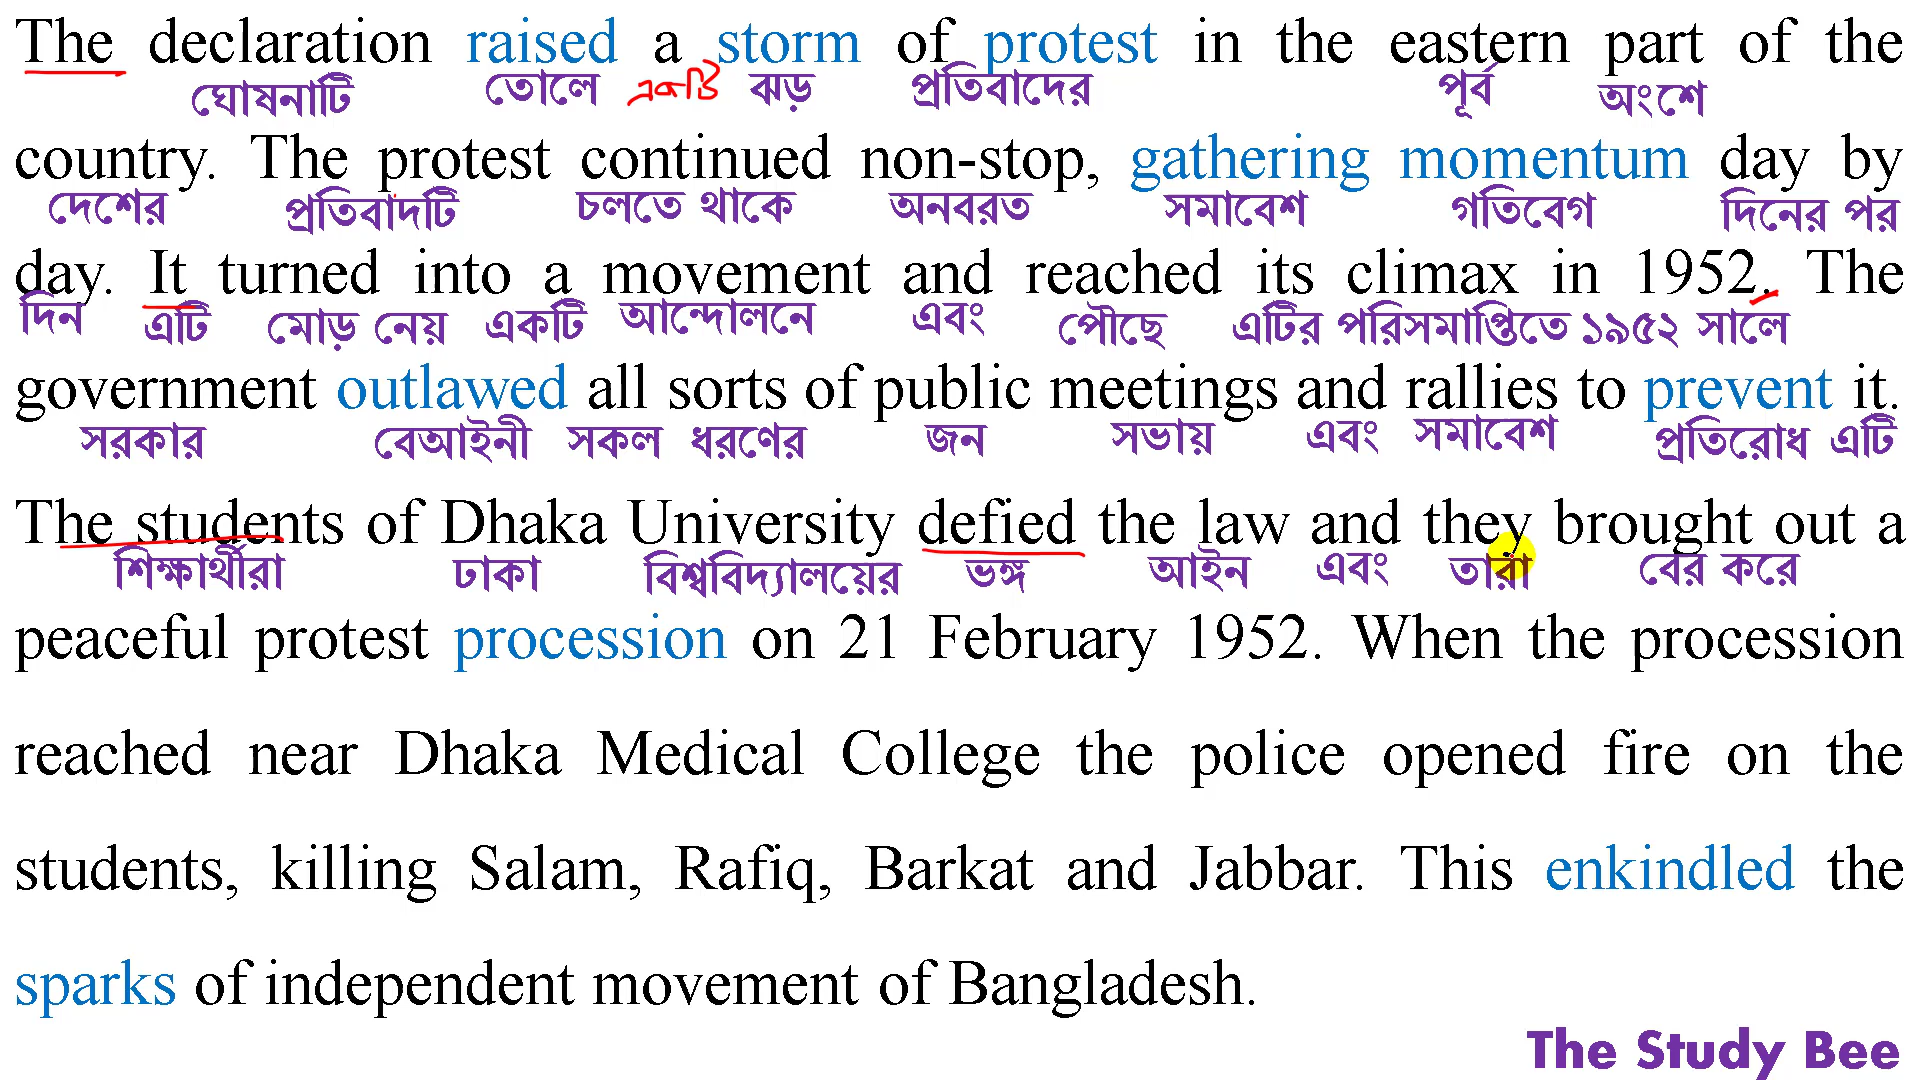 The declaration raised a storm of protest in the eastern part of the
ঘোষনাটি তোলে একটি ঝড় প্রতিবাদের পূর্ব অংশে
country. The protest continued non-stop, gathering momentum day by
দেশের প্রতিবাদটি চলতে থাকে অনবরত সমাবেশ গতিবেগ দিনের পর
day. It turned into a movement and reached its climax in 1952. The
দিন এটি মোড় নেয় একটি আন্দোলনে এবং পৌছে এটির পরিসমাপ্তিতে ১৯৫২ সালে
government outlawed all sorts of public meetings and rallies to prevent it.
সরকার বেআইনী সকল ধরণের জন সভায় এবং সমাবেশ প্রতিরোধ এটি
The students of Dhaka University defied the law and they brought out a
শিক্ষার্থীরা ঢাকা বিশ্ববিদ্যালয়ের ভঙ্গ আইন এবং তারা বের করে
peaceful protest procession on 21 February 1952. When the procession
reached near Dhaka Medical College the police opened fire on the
students, killing Salam, Rafiq, Barkat and Jabbar. This enkindled the
sparks of independent movement of Bangladesh.
The Study Bee